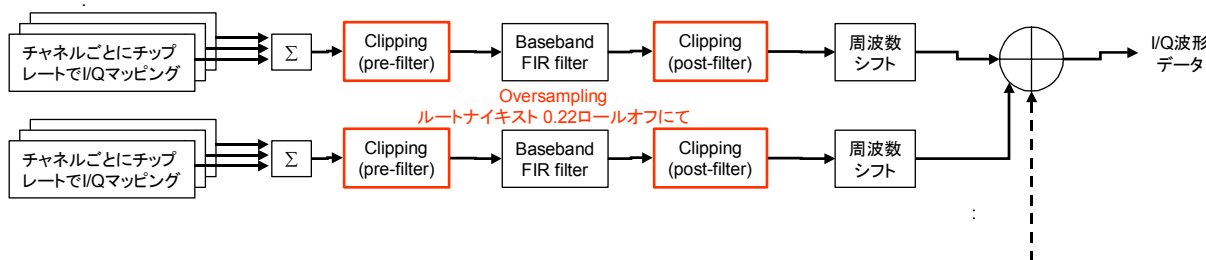 チャネルごとにチップ
レートでI/Qマッピング
Σ
Clipping
(pre-filter)
Baseband
FIR filter
Clipping
(post-filter)
周波数
シフト
I/Q波形
データ
Oversampling
ルートナイキスト 0.22ロールオフにて
チャネルごとにチップ
レートでI/Qマッピング
Σ
Clipping
(pre-filter)
Baseband
FIR filter
Clipping
(post-filter)
周波数
シフト
: